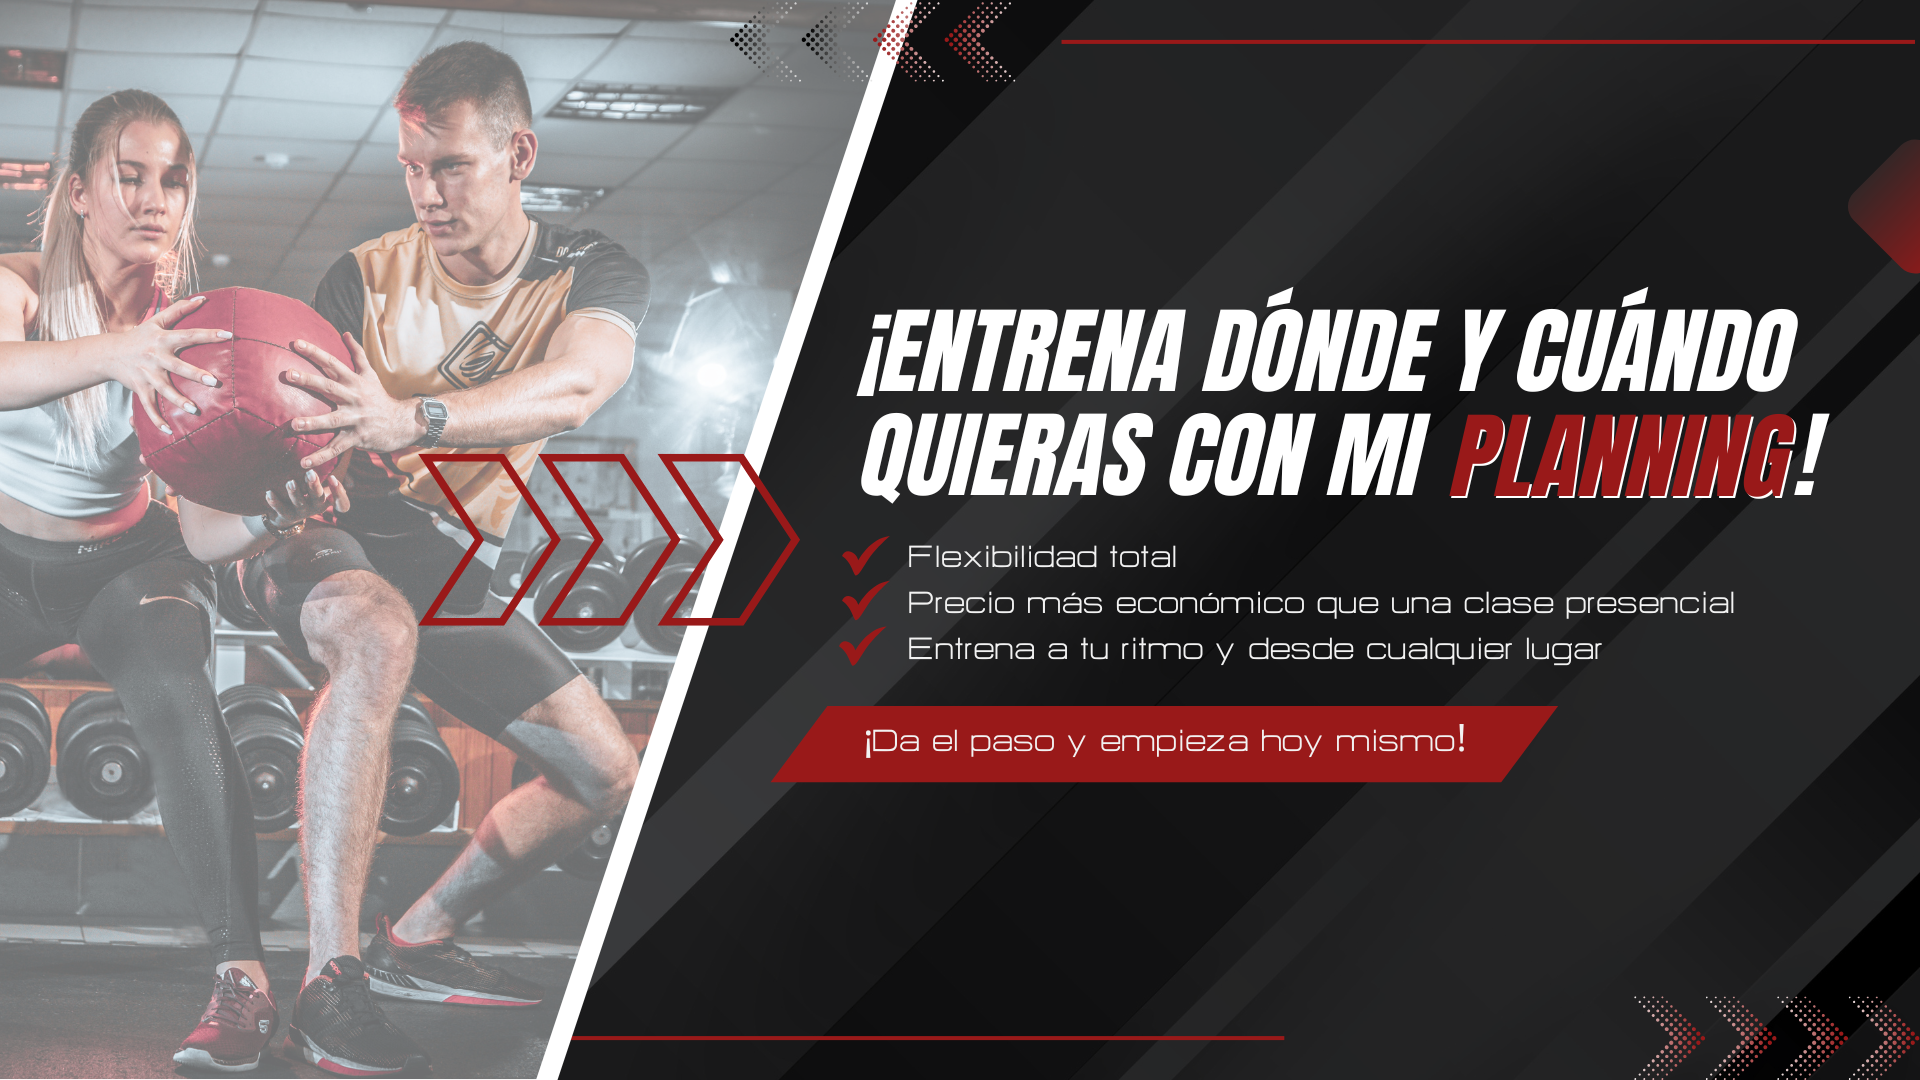 ¡ENTRENA DÓNDE Y CUÁNDO
QUIERAS CON MI PLANNING!
Flexibilidad total
Precio más económico que una clase presencial
Entrena a tu ritmo y desde cualquier lugar
¡Da el paso y empieza hoy mismo!